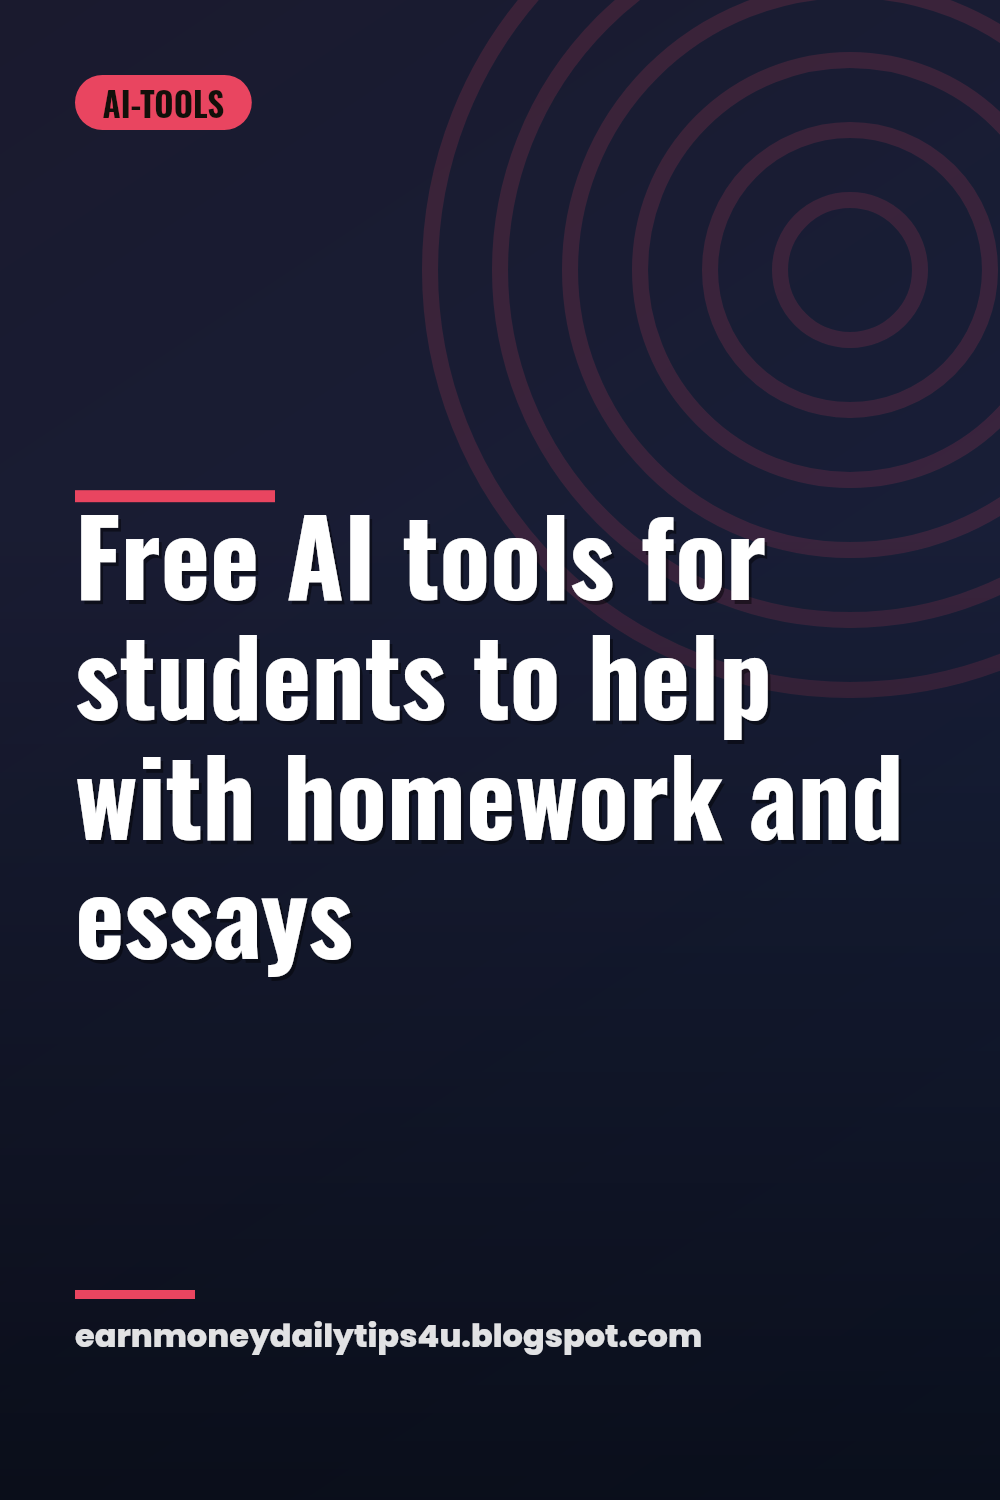 AI-TOOLS
Free AI tools for
students to help
with homework and
essays
earnmoneydailytips4u.blogspot.com